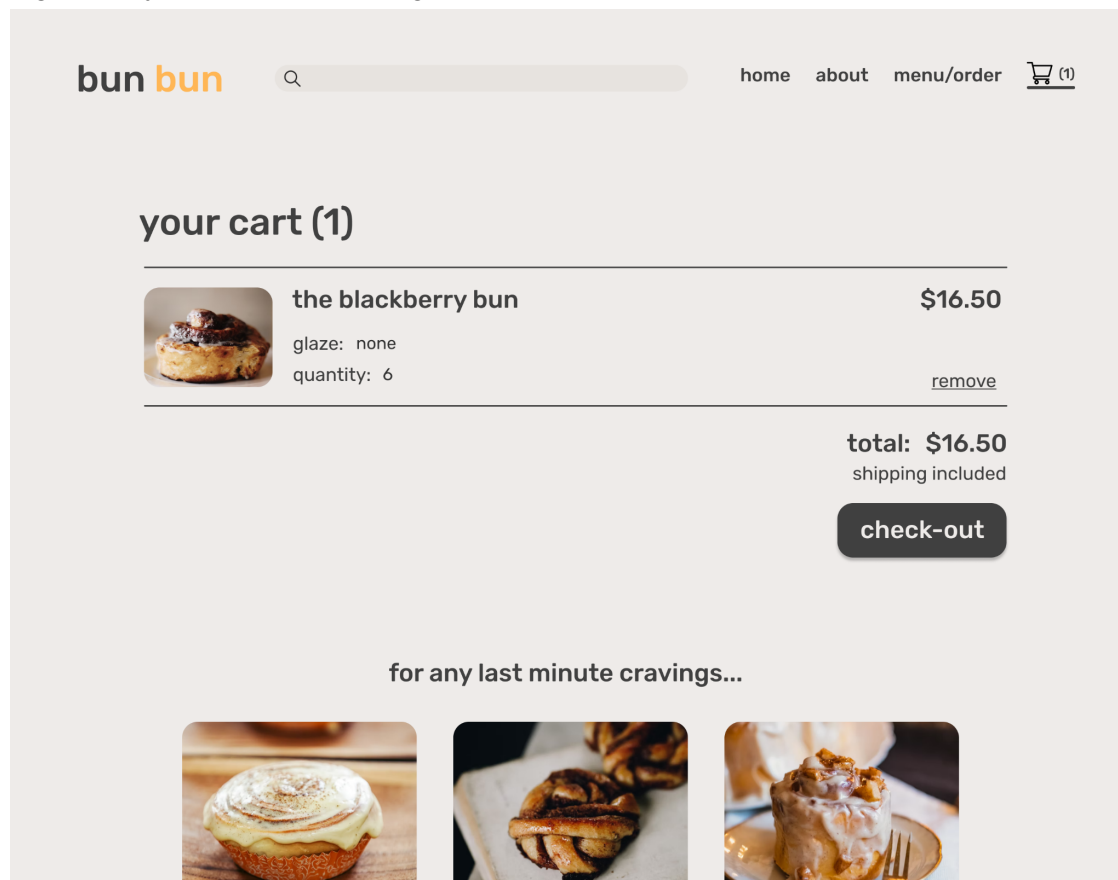 bun bun
home about menu/order (1)
your cart (1)
the blackberry bun $16.50
glaze: none
quantity: 6
remove
total: $16.50
shipping included
check-out
for any last minute cravings...